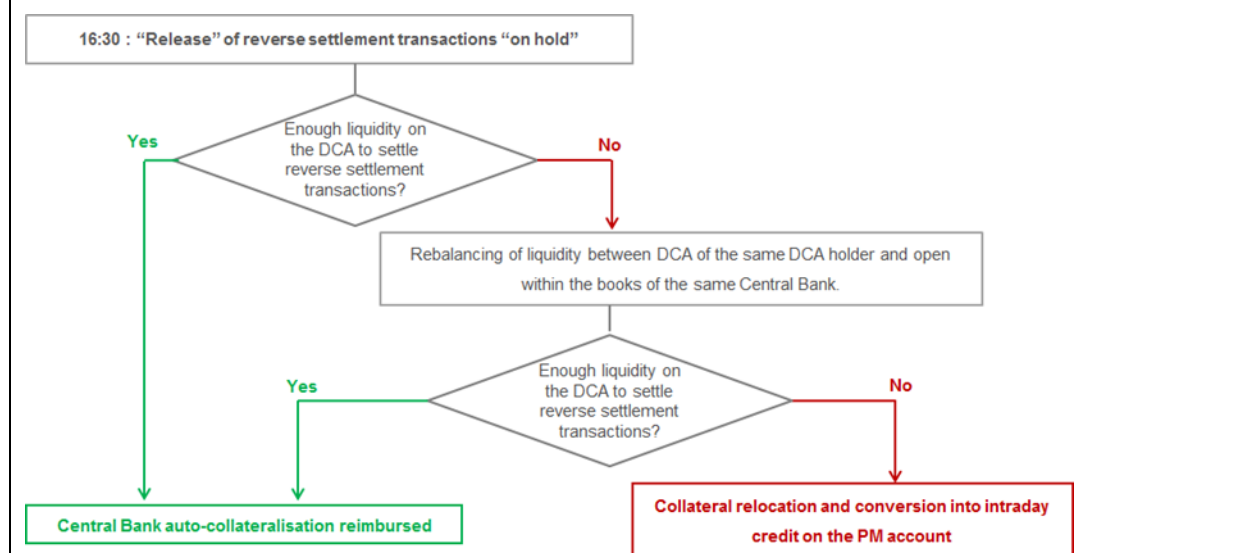 16:30 : “Release” of reverse settlement transactions “on hold”
Enough liquidity on
the DCA to settle
reverse settlement
transactions?
Yes
No
Rebalancing of liquidity between DCA of the same DCA holder and open
within the books of the same Central Bank.
Enough liquidity on
the DCA to settle
reverse settlement
transactions?
Yes
No
Central Bank auto-collateralisation reimbursed
Collateral relocation and conversion into intraday
credit on the PM account